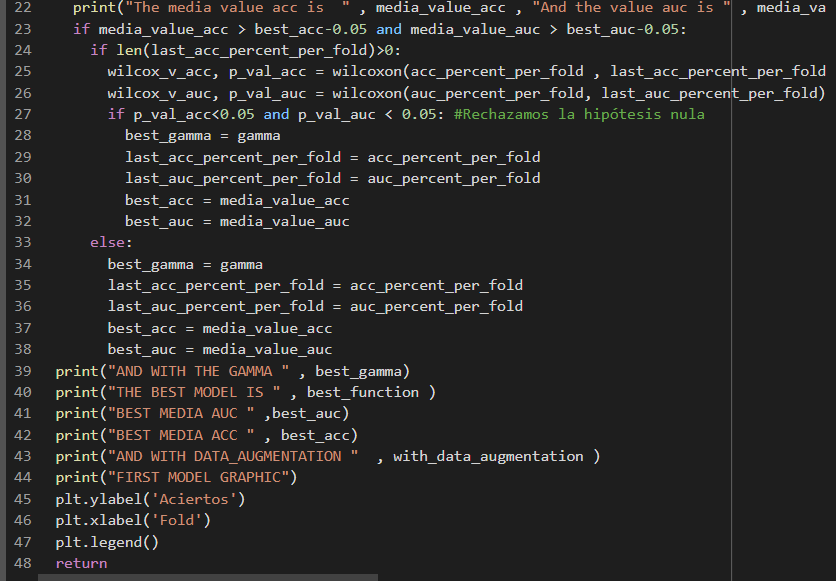 22 print("The media value acc is  " , media_value_acc , "And the value auc is " , media_va
23 if media_value_acc > best_acc-0.05 and media_value_auc > best_auc-0.05:
24 if len(last_acc_percent_per_fold)>0:
25 wilcox_v_acc, p_val_acc = wilcoxon(acc_percent_per_fold , last_acc_percent_per_fold
26 wilcox_v_auc, p_val_auc = wilcoxon(auc_percent_per_fold, last_auc_percent_per_fold)
27 if p_val_acc<0.05 and p_val_auc < 0.05: #Rechazamos la hipótesis nula
28 best_gamma = gamma
29 last_acc_percent_per_fold = acc_percent_per_fold
30 last_auc_percent_per_fold = auc_percent_per_fold
31 best_acc = media_value_acc
32 best_auc = media_value_auc
33 else:
34 best_gamma = gamma
35 last_acc_percent_per_fold = acc_percent_per_fold
36 last_auc_percent_per_fold = auc_percent_per_fold
37 best_acc = media_value_acc
38 best_auc = media_value_auc
39 print("AND WITH THE GAMMA " , best_gamma)
40 print("THE BEST MODEL IS " , best_function )
41 print("BEST MEDIA AUC " ,best_auc)
42 print("BEST MEDIA ACC " , best_acc)
43 print("AND WITH DATA_AUGMENTATION "  , with_data_augmentation )
44 print("FIRST MODEL GRAPHIC")
45 plt.ylabel('Aciertos')
46 plt.xlabel('Fold')
47 plt.legend()
48 return